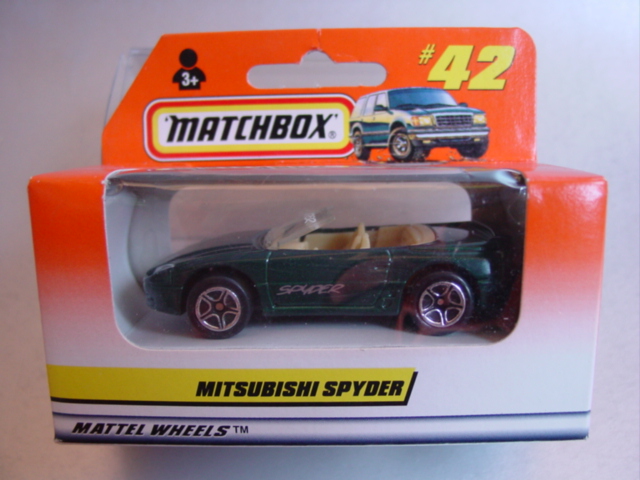 #42
3+
MATCHBOX®
SPYDER
MITSUBISHI SPYDER
MATTEL WHEELS™